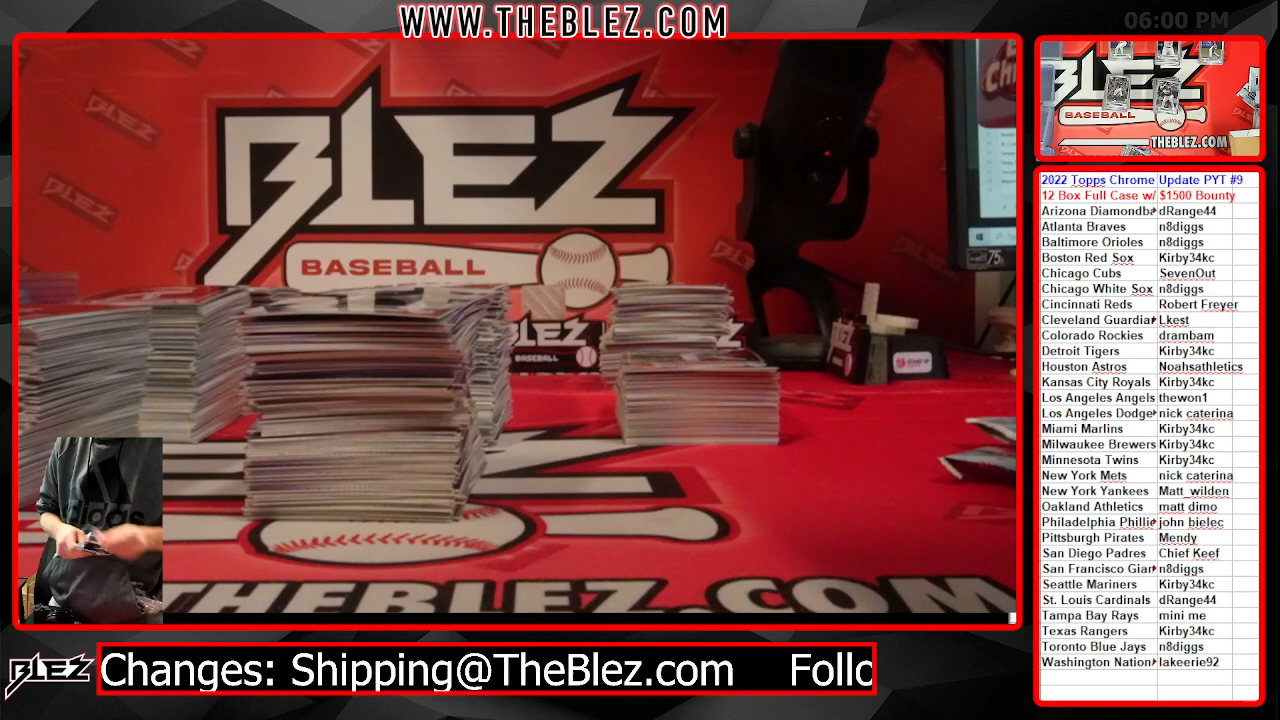 WWW.THEBLEZ.COM
06:00 PM
BLEZ
BASEBALL
BLEZ
BASEBALL
75
THEBLEZ.COM
BLEZ
BASEBALL
THEBLEZ.COM
adidas
2022 Topps Chrome Update PYT #9
12 Box Full Case w/ $1500 Bounty
Arizona Diamondba dRange44
Atlanta Braves n8diggs
Baltimore Orioles n8diggs
Boston Red Sox Kirby34kc
Chicago Cubs SevenOut
Chicago White Sox n8diggs
Cincinnati Reds Robert Freyer
Cleveland Guardian Lkest
Colorado Rockies drambam
Detroit Tigers Kirby34kc
Houston Astros Noahsathletics
Kansas City Royals Kirby34kc
Los Angeles Angels thewon1
Los Angeles Dodge nick caterina
Miami Marlins Kirby34kc
Milwaukee Brewers Kirby34kc
Minnesota Twins Kirby34kc
New York Mets nick caterina
New York Yankees Matt_wilden
Oakland Athletics matt dimo
Philadelphia Phillie john bielec
Pittsburgh Pirates Mendy
San Diego Padres Chief Keef
San Francisco Gian n8diggs
Seattle Mariners Kirby34kc
St. Louis Cardinals dRange44
Tampa Bay Rays mini me
Texas Rangers Kirby34kc
Toronto Blue Jays n8diggs
Washington Nation lakeerie92
BLEZ
Changes: Shipping@TheBlez.com Follo